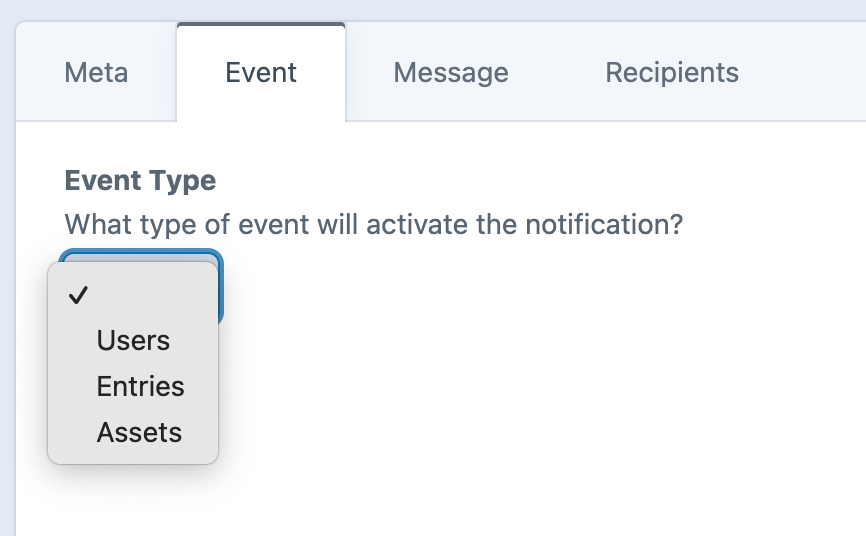 Meta Event Message Recipients
Event Type
What type of event will activate the notification?
Users
Entries
Assets